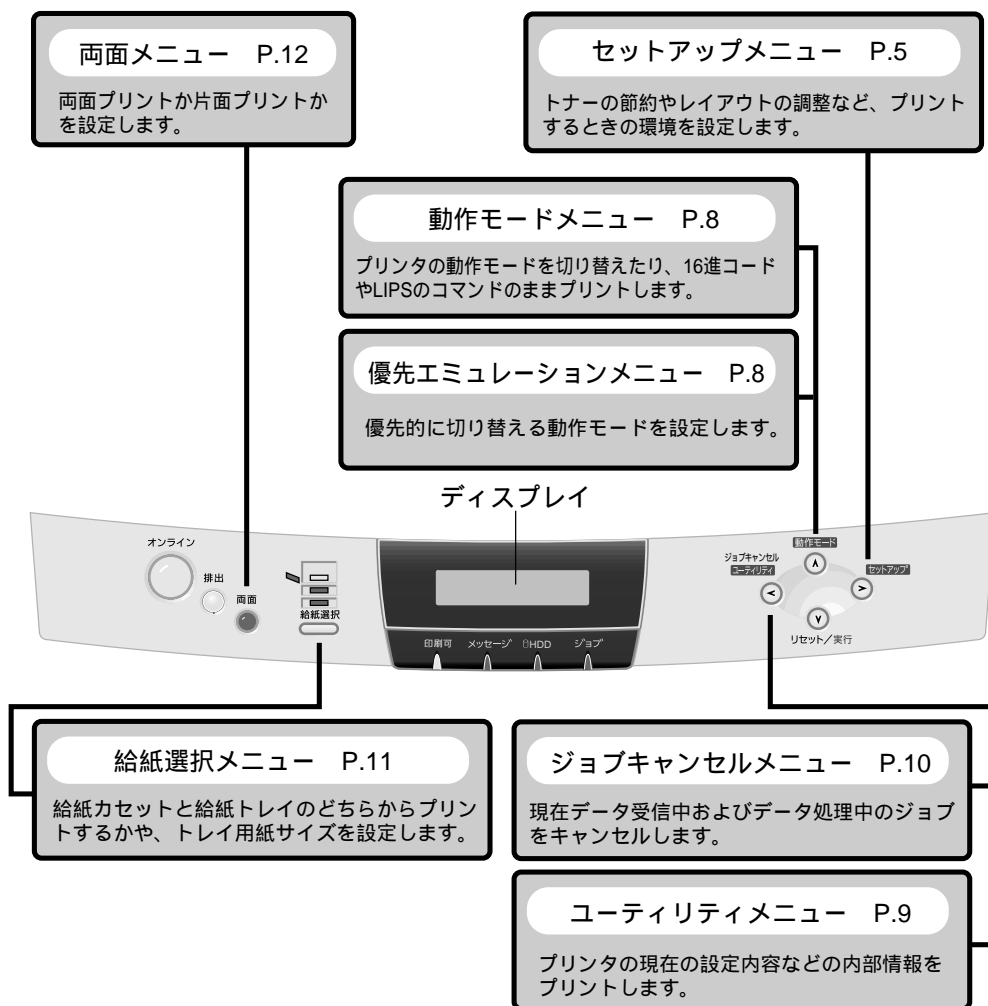 両面メニュー P.12
両面プリントか片面プリントか
を設定します。
セットアップメニュー P.5
トナーの節約やレイアウトの調整など、プリント
するときの環境を設定します。
動作モードメニュー P.8
プリンタの動作モードを切り替えたり、16進コード
やLIPSのコマンドのままプリントします。
優先エミュレーションメニュー P.8
優先的に切り替える動作モードを設定します。
ディスプレイ
オンライン
排出
両面
給紙選択
印刷可 メッセージ HDD ジョブ
動作モード
ジョブキャンセル
ユーティリティ
セットアップ
リセット／実行
給紙選択メニュー P.11
給紙カセットと給紙トレイのどちらからプリン
トするかや、トレイ用紙サイズを設定します。
ジョブキャンセルメニュー P.10
現在データ受信中およびデータ処理中のジョブ
をキャンセルします。
ユーティリティメニュー P.9
プリンタの現在の設定内容などの内部情報を
プリントします。